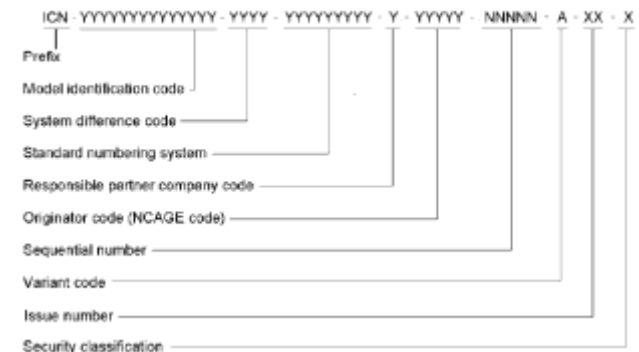 ICN - YYYYYYYYYYYYYY - YYYY - YYYYYYYYY - Y - YYYYY - NNNNN - A - XX - X
Prefix
Model identification code
System difference code
Standard numbering system
Responsible partner company code
Originator code (NCAGE code)
Sequential number
Variant code
Issue number
Security classification